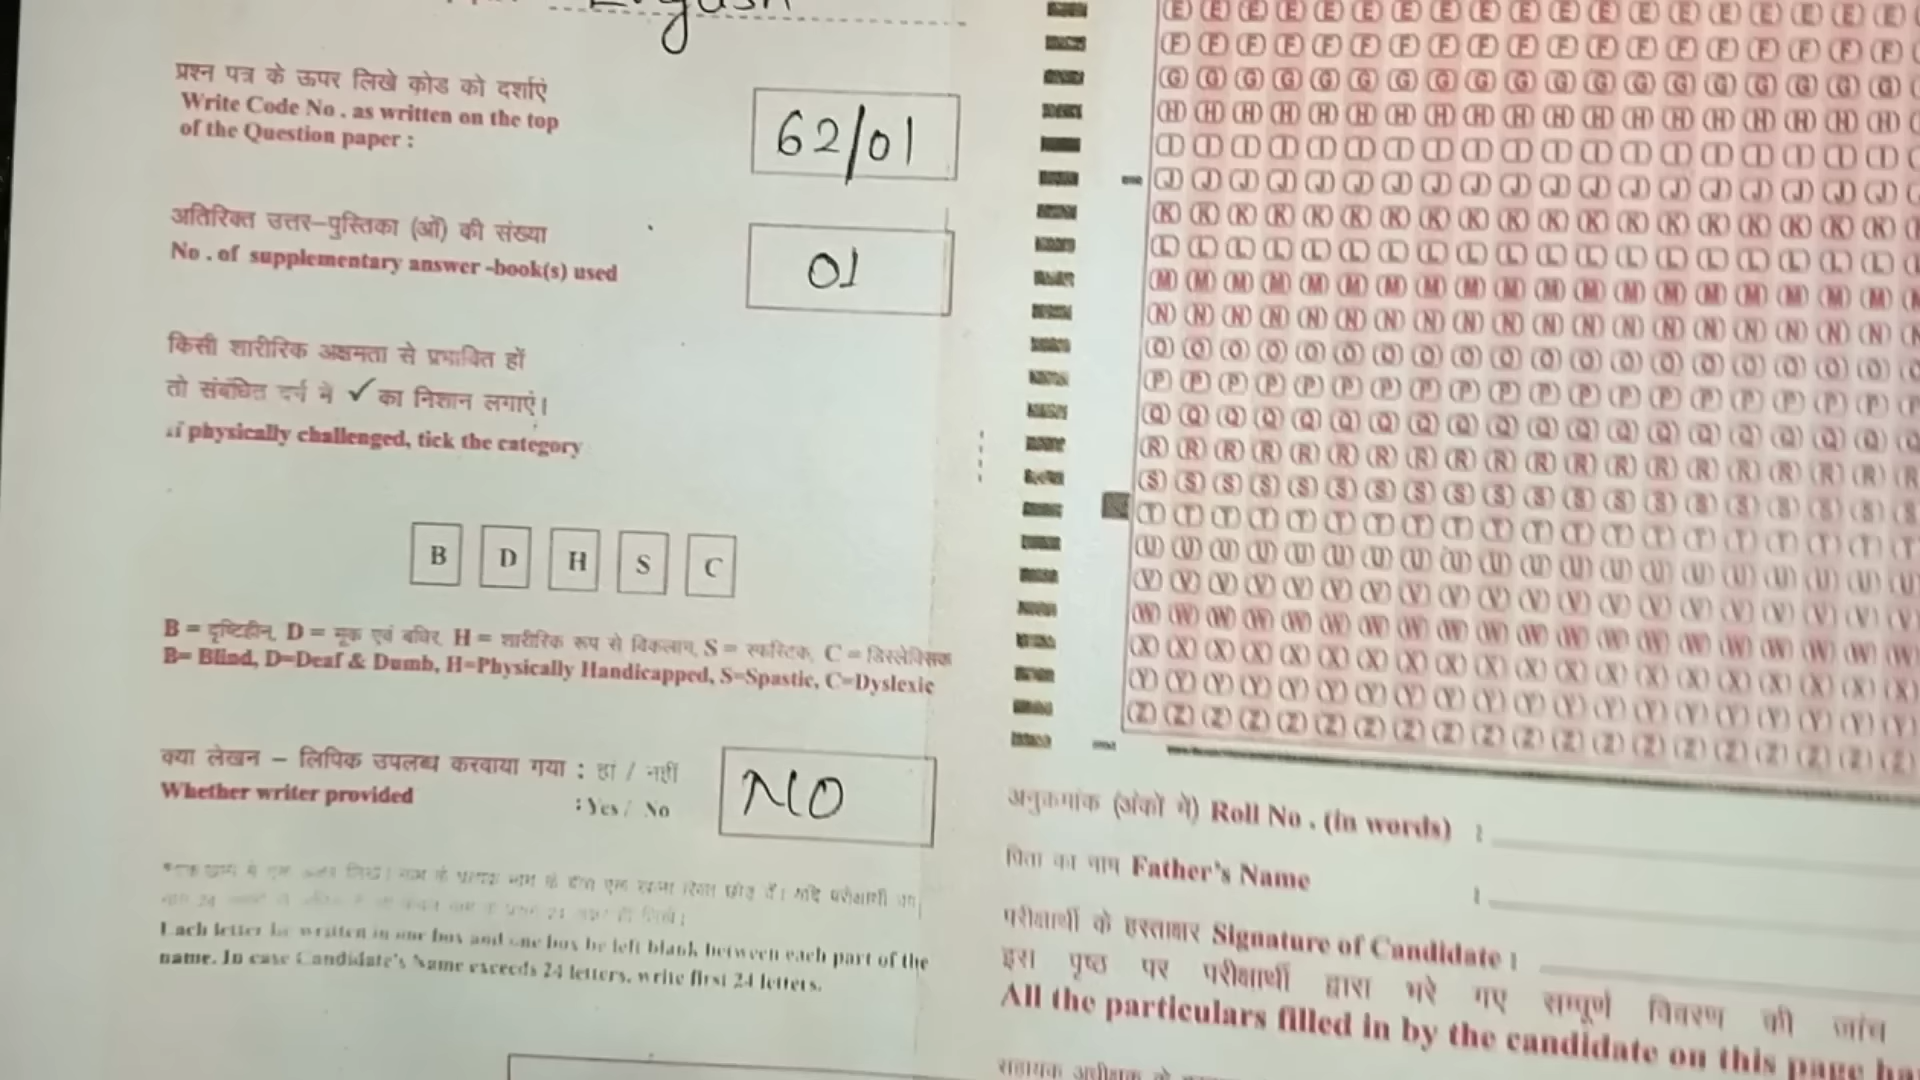 English
प्रश्न पत्र के ऊपर लिखे कोड को दर्शाएं
Write Code No. as written on the top
of the Question paper :
62/01
अतिरिक्त उत्तर-पुस्तिका (ओं) की संख्या
No. of supplementary answer -book(s) used
01
किसी शारीरिक अक्षमता से प्रभावित हों
तो संबंधित वर्ग में ✓ का निशान लगाएं।
If physically challenged, tick the category
B D H S C
B = दृष्टिहीन, D = मूक एवं बधिर, H = शारीरिक रूप से विकलांग, S = स्पस्टिक, C = डिस्लेक्सिक
B= Blind, D=Deaf & Dumb, H=Physically Handicapped, S=Spastic, C=Dyslexic
क्या लेखन – लिपिक उपलब्ध करवाया गया : हां / नहीं
Whether writer provided :Yes / No
NO
Each letter be written in one box and one box be left blank between each part of the
name. In case Candidate's Name exceeds 24 letters, write first 24 letters.
E E E E E E E E E E E E E E E E E E E
F F F F F F F F F F F F F F F F F F F
G G G G G G G G G G G G G G G G G G G
H H H H H H H H H H H H H H H H H H H
I I I I I I I I I I I I I I I I I I I
J J J J J J J J J J J J J J J J J J J
K K K K K K K K K K K K K K K K K K K
L L L L L L L L L L L L L L L L L L L
M M M M M M M M M M M M M M M M M M M
N N N N N N N N N N N N N N N N N N N
O O O O O O O O O O O O O O O O O O O
P P P P P P P P P P P P P P P P P P P
Q Q Q Q Q Q Q Q Q Q Q Q Q Q Q Q Q Q Q
R R R R R R R R R R R R R R R R R R R
S S S S S S S S S S S S S S S S S S S
T T T T T T T T T T T T T T T T T T T
U U U U U U U U U U U U U U U U U U U
V V V V V V V V V V V V V V V V V V V
W W W W W W W W W W W W W W W W W W W
X X X X X X X X X X X X X X X X X X X
Y Y Y Y Y Y Y Y Y Y Y Y Y Y Y Y Y Y Y
Z Z Z Z Z Z Z Z Z Z Z Z Z Z Z Z Z Z Z
अनुक्रमांक (अंकों में) Roll No. (in words) :
पिता का नाम Father's Name :
परीक्षार्थी के हस्ताक्षर Signature of Candidate :
इस पृष्ठ पर परीक्षार्थी द्वारा भरे गए सम्पूर्ण विवरण की जांच
All the particulars filled in by the candidate on this page ha